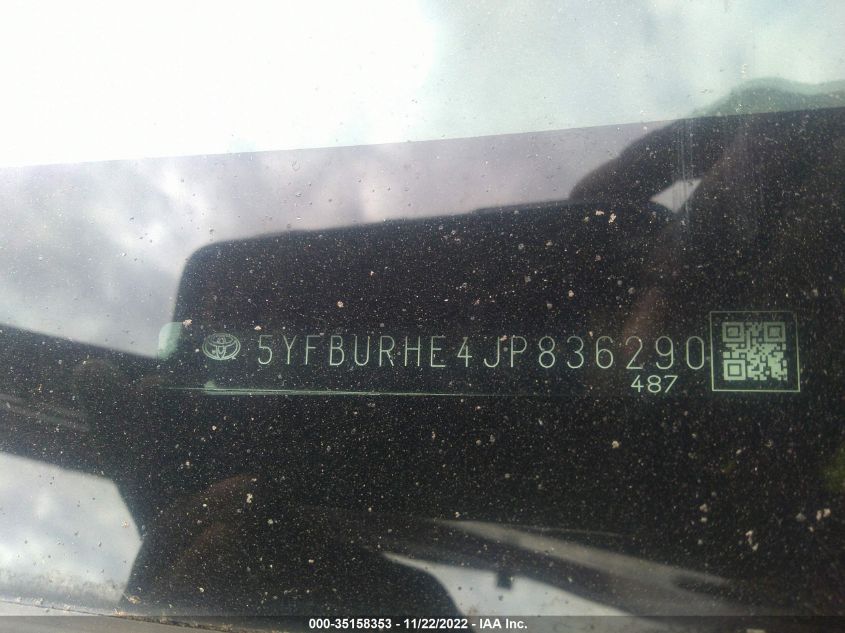 5YFBURHE4JP836290
487
000-35158353 - 11/22/2022 - IAA Inc.